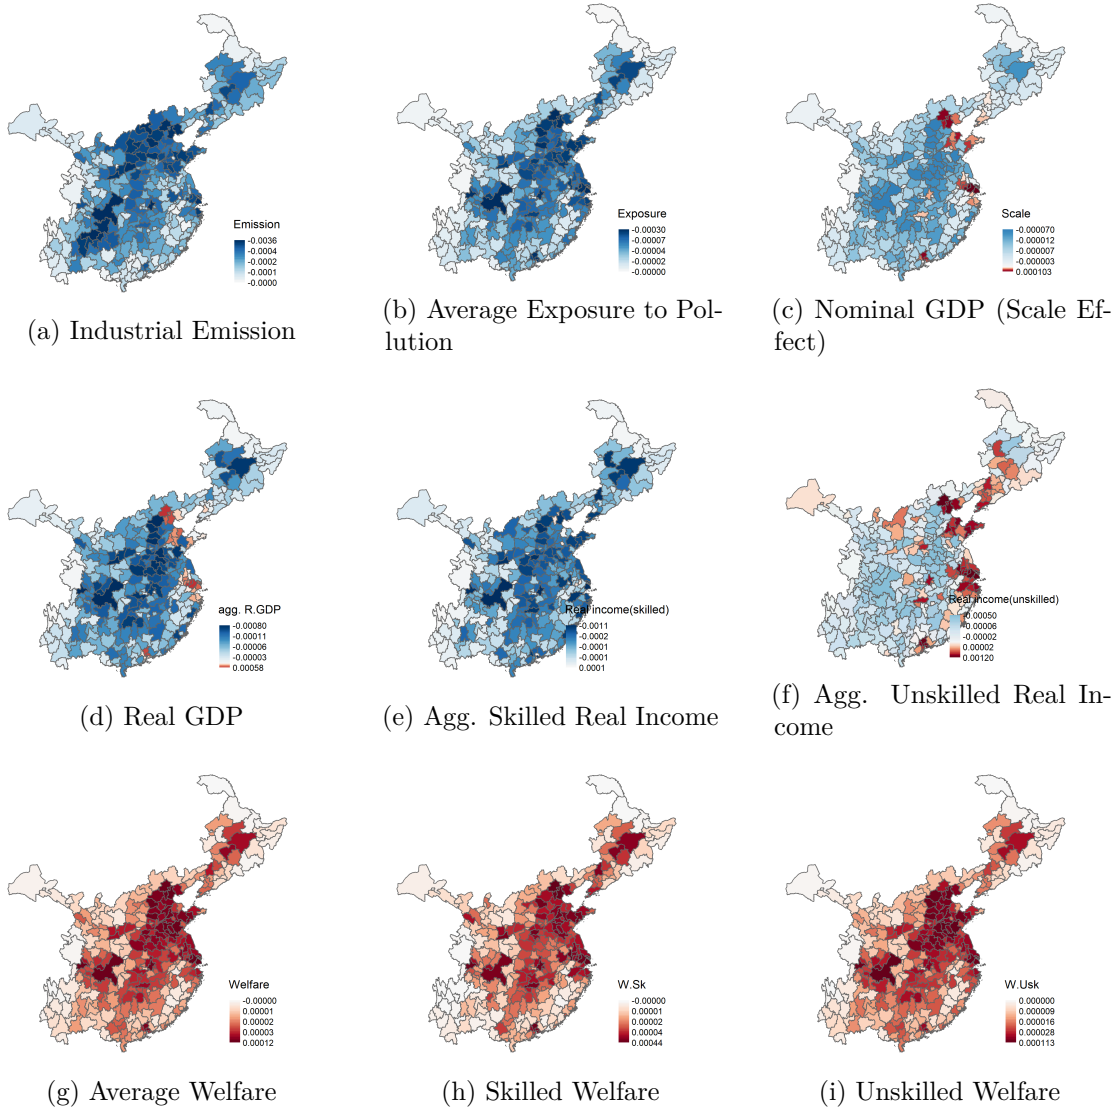 Emission
-0.0036
-0.0004
-0.0002
-0.0001
-0.0000
(a) Industrial Emission
Exposure
-0.00030
-0.00007
-0.00004
-0.00002
-0.00000
(b) Average Exposure to Pol-
lution
Scale
-0.000070
-0.000012
-0.000007
-0.000003
0.000103
(c) Nominal GDP (Scale Ef-
fect)
agg. R.GDP
-0.00080
-0.00011
-0.00006
-0.00003
0.00058
(d) Real GDP
Real income(skilled)
-0.0011
-0.0002
-0.0001
-0.0001
0.0001
(e) Agg. Skilled Real Income
Real income(unskilled)
-0.00050
-0.00006
-0.00002
0.00002
0.00120
(f) Agg. Unskilled Real In-
come
Welfare
-0.00000
0.00001
0.00002
0.00003
0.00012
(g) Average Welfare
W.Sk
-0.00000
0.00001
0.00002
0.00004
0.00044
(h) Skilled Welfare
W.Usk
0.000000
0.000009
0.000016
0.000028
0.000113
(i) Unskilled Welfare